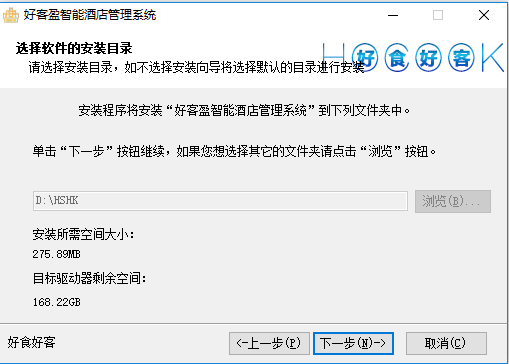 好客盈智能酒店管理系统
选择软件的安装目录
请选择安装目录，如不选择安装向导将选择默认的目录进行安装
HO好食好客OK
安装程序将安装“好客盈智能酒店管理系统”到下列文件夹中。
单击“下一步”按钮继续，如果您想选择其它的文件夹请点击“浏览”按钮。
D:\HSHK
浏览(B)...
安装所需空间大小：
275.89MB
目标驱动器剩余空间：
168.22GB
好食好客
<-上一步(P)
下一步(N)->
取消(C)